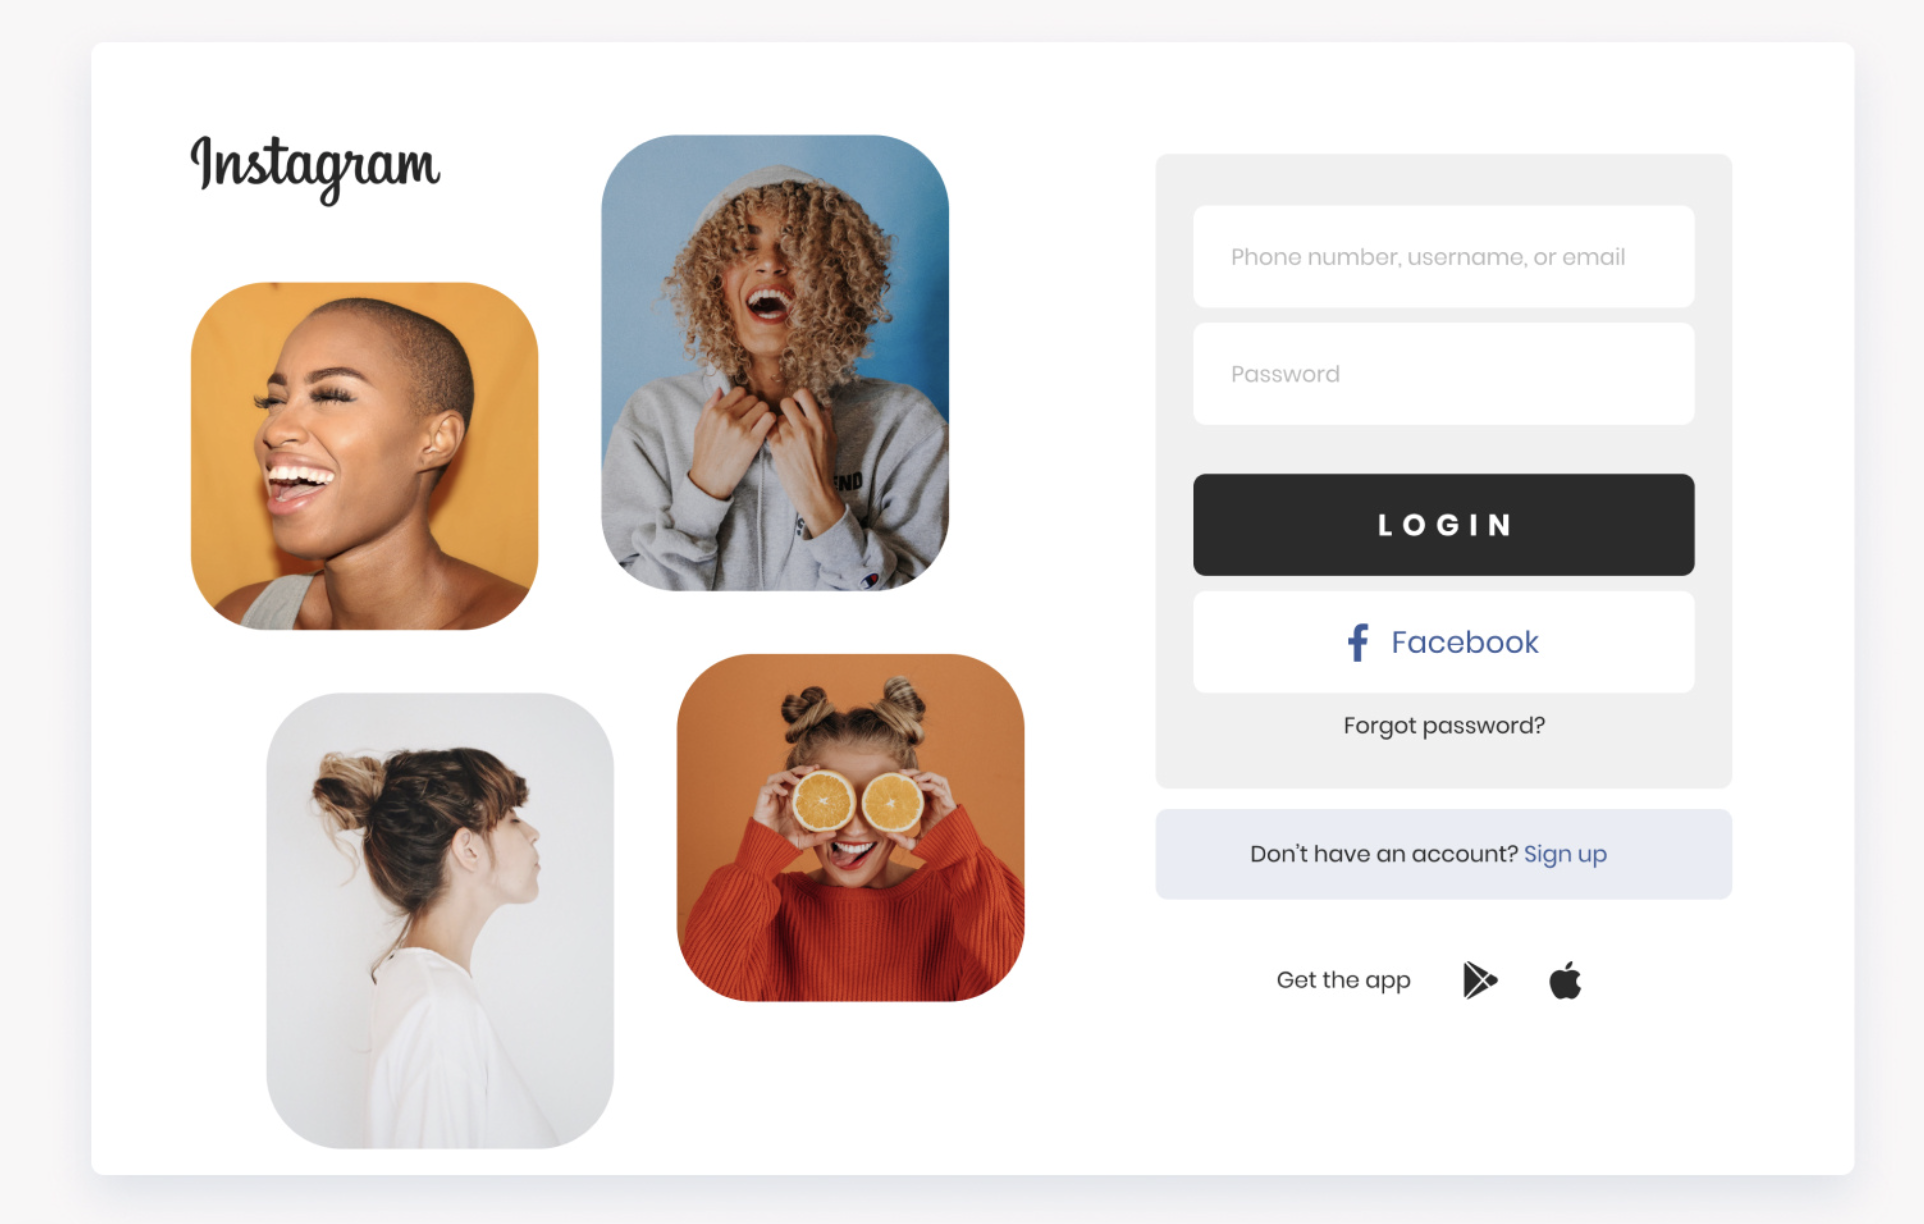 Instagram
END
Phone number, username, or email
Password
LOGIN
Facebook
Forgot password?
Don't have an account? Sign up
Get the app